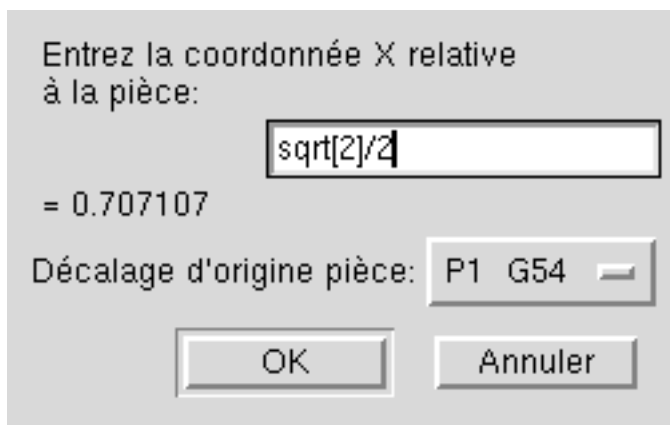 Entrez la coordonnée X relative
à la pièce:
sqrt[2]/2
= 0.707107
Décalage d'origine pièce: P1 G54
OK Annuler